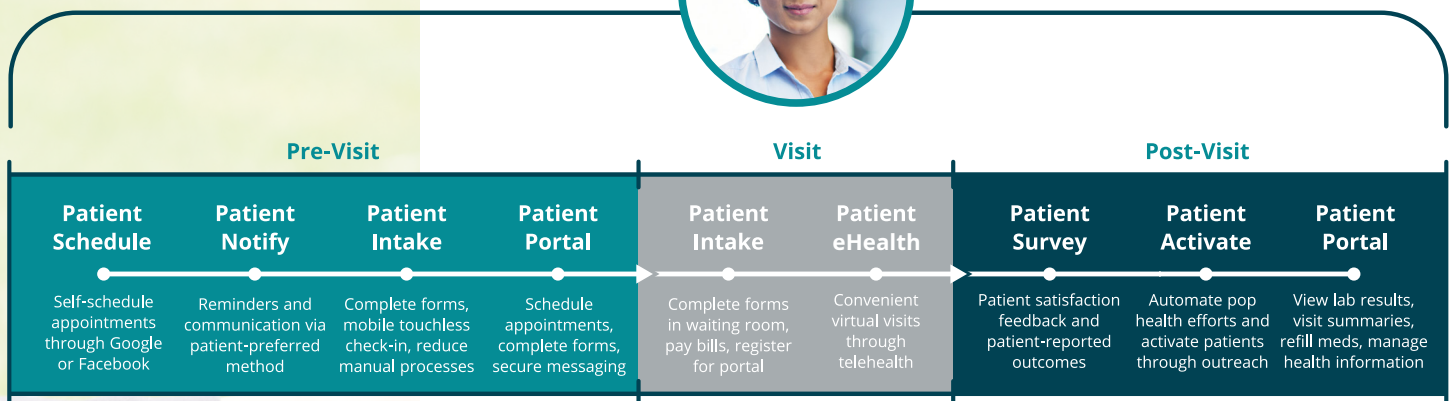 Pre-Visit
Patient
Schedule
Self-schedule
appointments
through Google
or Facebook
Patient
Notify
Reminders and
communication via
patient-preferred
method
Patient
Intake
Complete forms,
mobile touchless
check-in, reduce
manual processes
Patient
Portal
Schedule
appointments,
complete forms,
secure messaging
Visit
Patient
Intake
Complete forms
in waiting room,
pay bills, register
for portal
Patient
eHealth
Convenient
virtual visits
through
telehealth
Post-Visit
Patient
Survey
Patient satisfaction
feedback and
patient-reported
outcomes
Patient
Activate
Automate pop
health efforts and
activate patients
through outreach
Patient
Portal
View lab results,
visit summaries,
refill meds, manage
health information